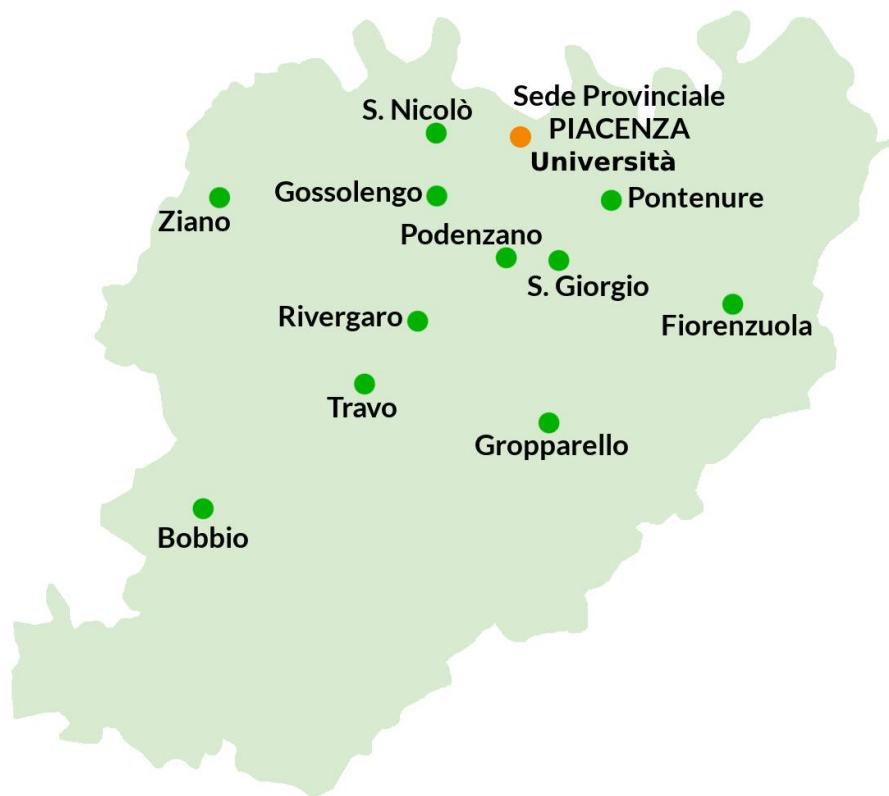 Sede Provinciale
S. Nicolò
PIACENZA
Università
Gossolengo
Pontenure
Ziano
Podenzano
S. Giorgio
Rivergaro
Fiorenzuola
Travo
Gropparello
Bobbio